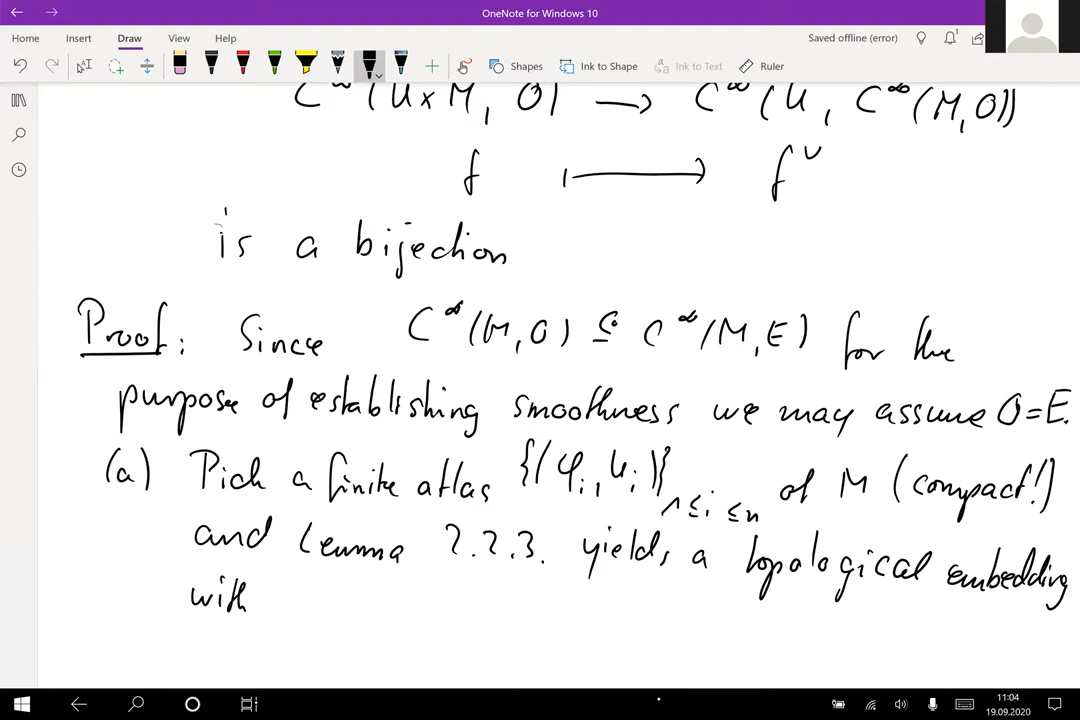 OneNote for Windows 10
Home Insert Draw View Help Saved offline (error)
Shapes Ink to Shape Ink to Text Ruler
C^∞(U×M, O) → C^∞(U, C^∞(M,O))
f ↦ f^∨
is a bijection
Proof: Since C^∞(M,O) ⊆° C^∞(M,E) for the
purpose of establishing smoothness we may assume O=E.
(a) Pick a finite atlas {(φ_i, U_i)}_{1≤i≤n} of M (compact!)
and Lemma 2.2.3. yields a topological embedding
with
11:04
19.09.2020